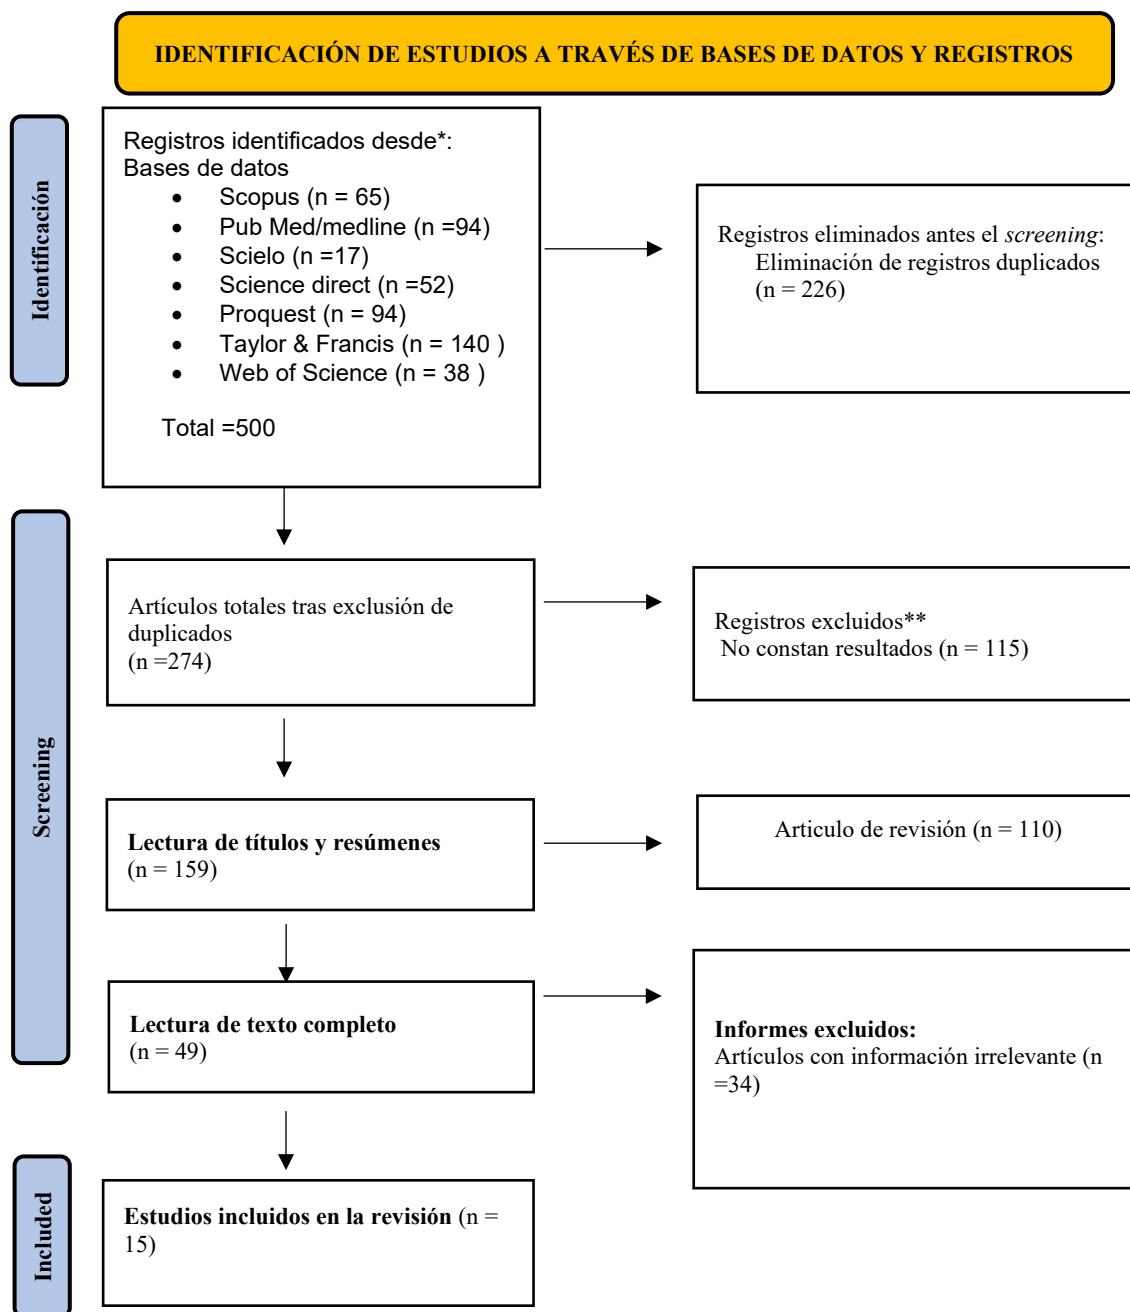 IDENTIFICACIÓN DE ESTUDIOS A TRAVÉS DE BASES DE DATOS Y REGISTROS
Identificación
Registros identificados desde*:
Bases de datos
• Scopus (n = 65)
• Pub Med/medline (n =94)
• Scielo (n =17)
• Science direct (n =52)
• Proquest (n = 94)
• Taylor & Francis (n = 140 )
• Web of Science (n = 38 )
Total =500
Registros eliminados antes el screening:
Eliminación de registros duplicados
(n = 226)
Screening
Artículos totales tras exclusión de
duplicados
(n =274)
Registros excluidos**
No constan resultados (n = 115)
Lectura de títulos y resúmenes
(n = 159)
Articulo de revisión (n = 110)
Lectura de texto completo
(n = 49)
Informes excluidos:
Artículos con información irrelevante (n
=34)
Included
Estudios incluidos en la revisión (n =
15)